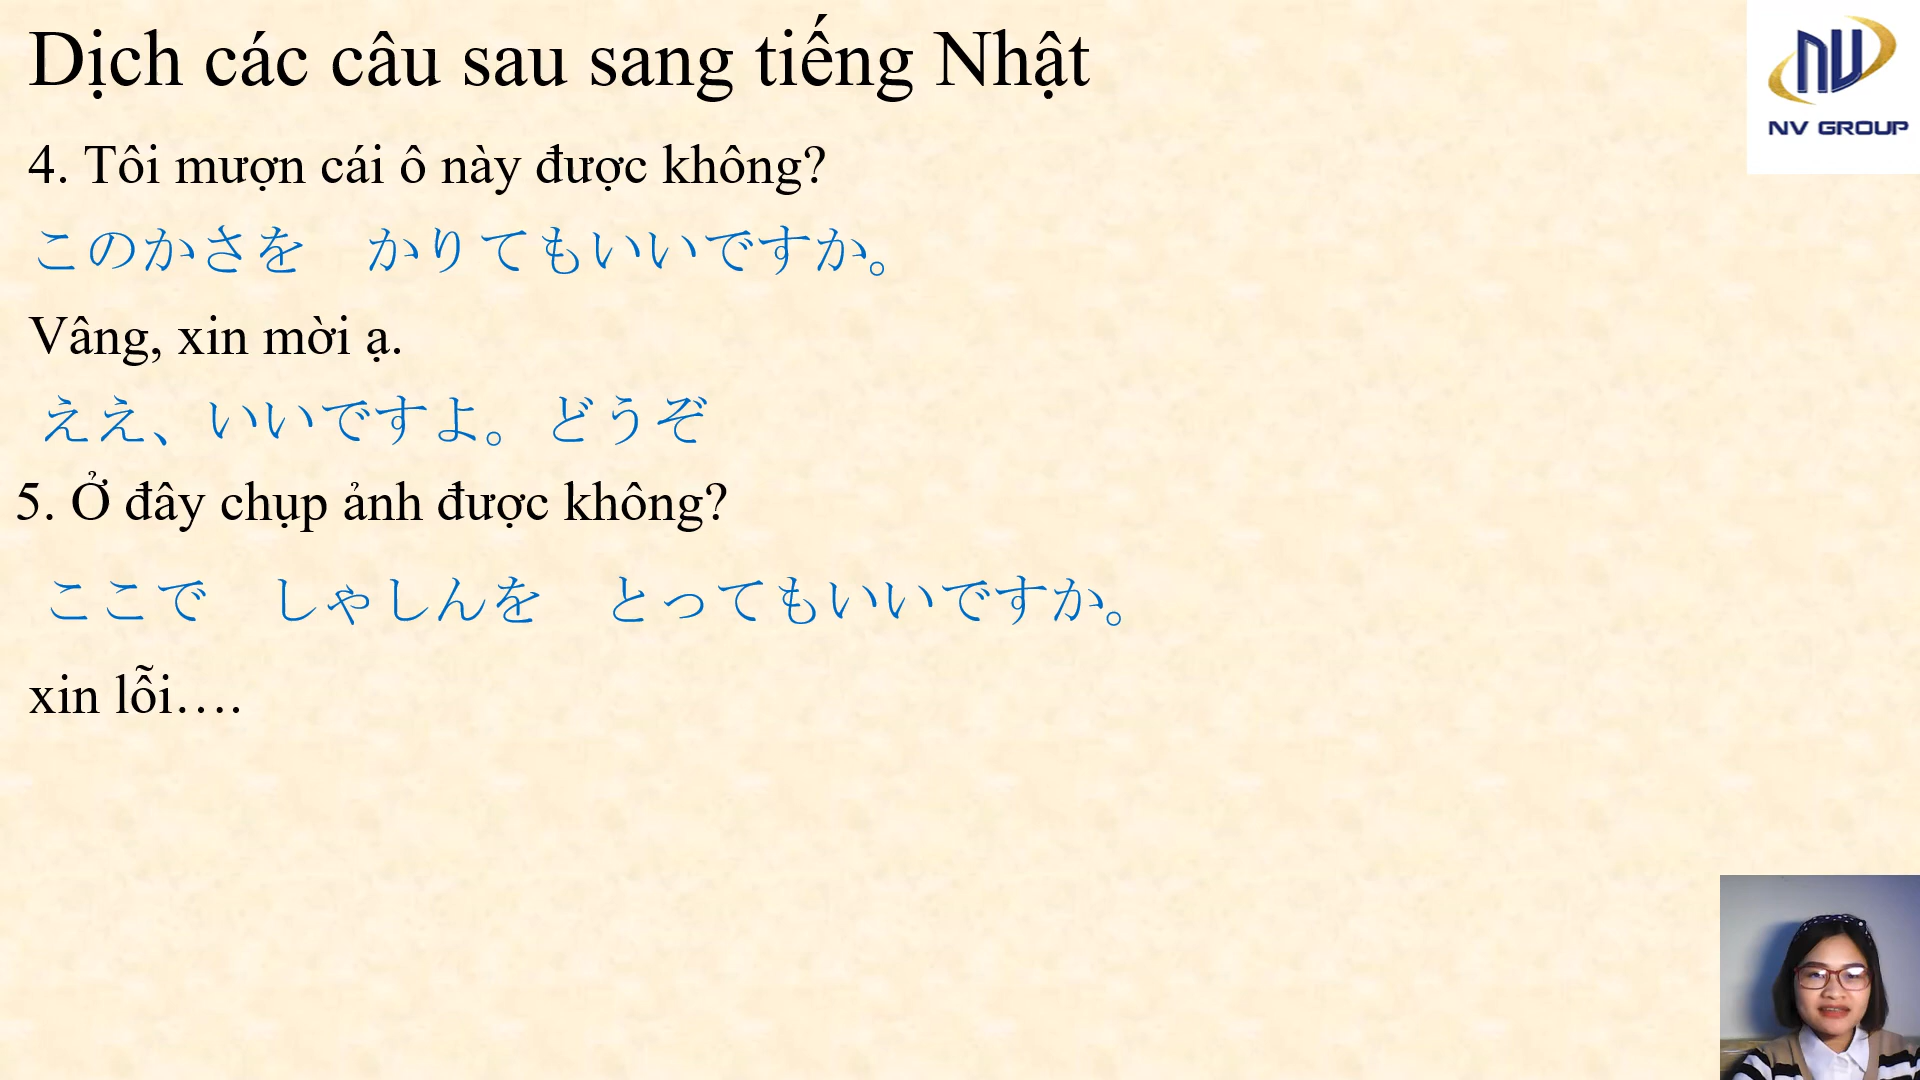 Dịch các câu sau sang tiếng Nhật
NV GROUP
4. Tôi mượn cái ô này được không?
このかさを　かりてもいいですか。
Vâng, xin mời ạ.
ええ、いいですよ。どうぞ
5. Ở đây chụp ảnh được không?
ここで　しゃしんを　とってもいいですか。
xin lỗi….